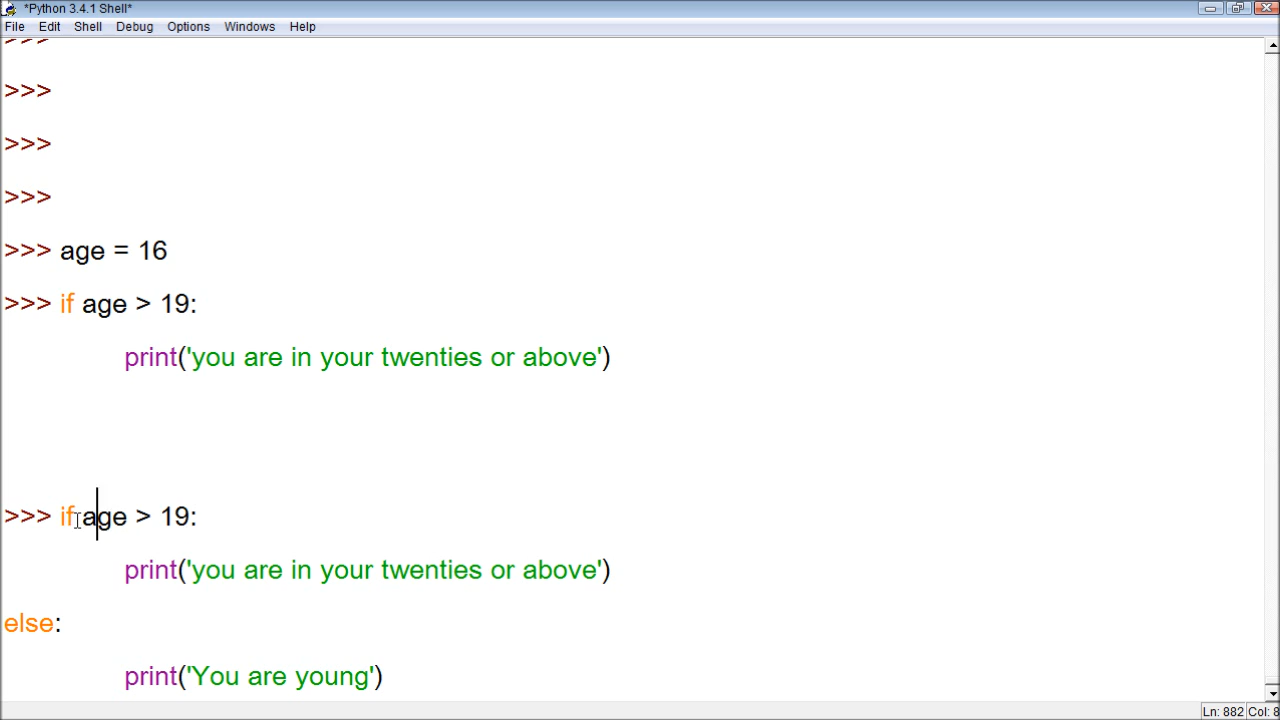 *Python 3.4.1 Shell*
File Edit Shell Debug Options Windows Help
>>>
>>>
>>>
>>>
>>> age = 16
>>> if age > 19:
print('you are in your twenties or above')
>>> if age > 19:
print('you are in your twenties or above')
else:
print('You are young')
Ln: 882 Col: 8